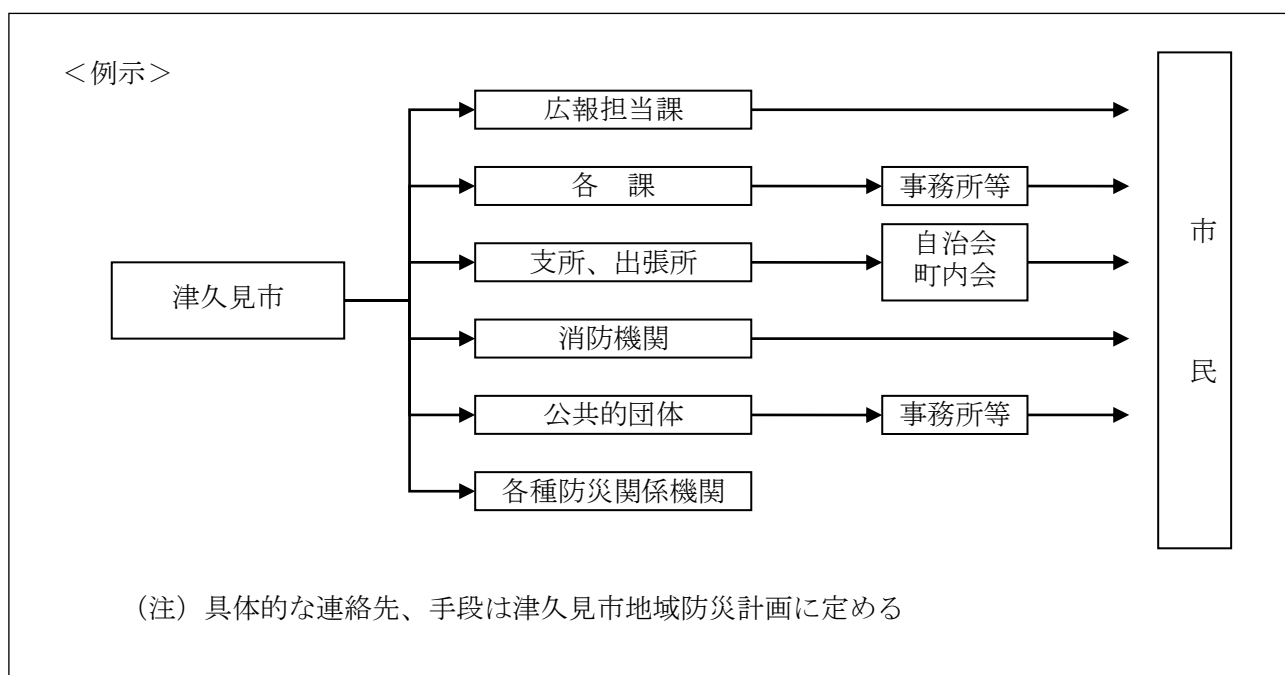 ＜例示＞
広報担当課
各　課
事務所等
支所、出張所
自治会
町内会
津久見市
消防機関
公共的団体
事務所等
各種防災関係機関
市
民
（注）具体的な連絡先、手段は津久見市地域防災計画に定める